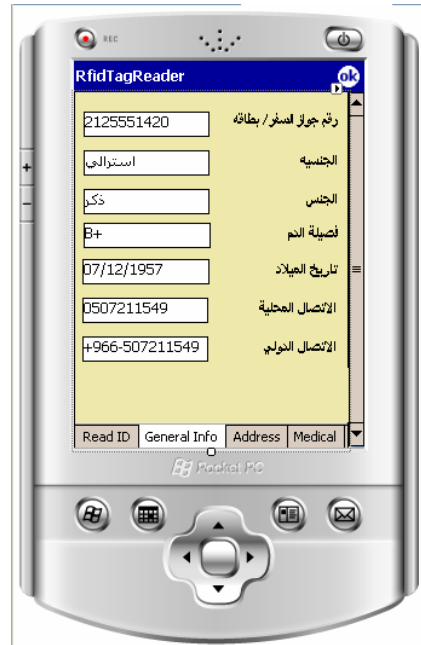 REC
RfidTagReader ok
رقم جواز السفر/ بطاقه 2125551420
الجنسيه استرالي
الجنس ذكر
فصيلة الدم B+
تاريخ الميلاد 07/12/1957
الاتصال المحلية 0507211549
الاتصال الدولي +966-507211549
Read ID General Info Address Medical
Pocket PC